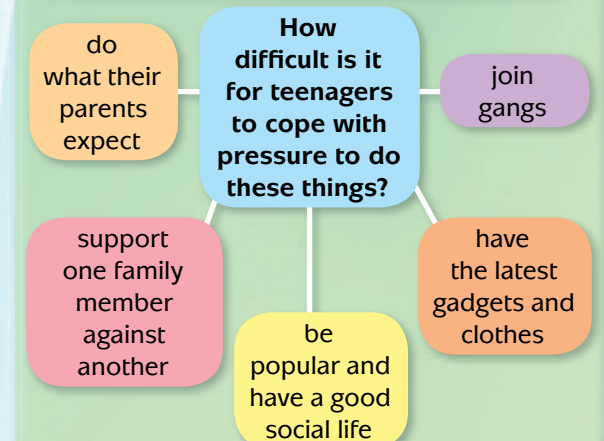 How
difficult is it
for teenagers
to cope with
pressure to do
these things?
do
what their
parents
expect
join
gangs
support
one family
member
against
another
be
popular and
have a good
social life
have
the latest
gadgets and
clothes